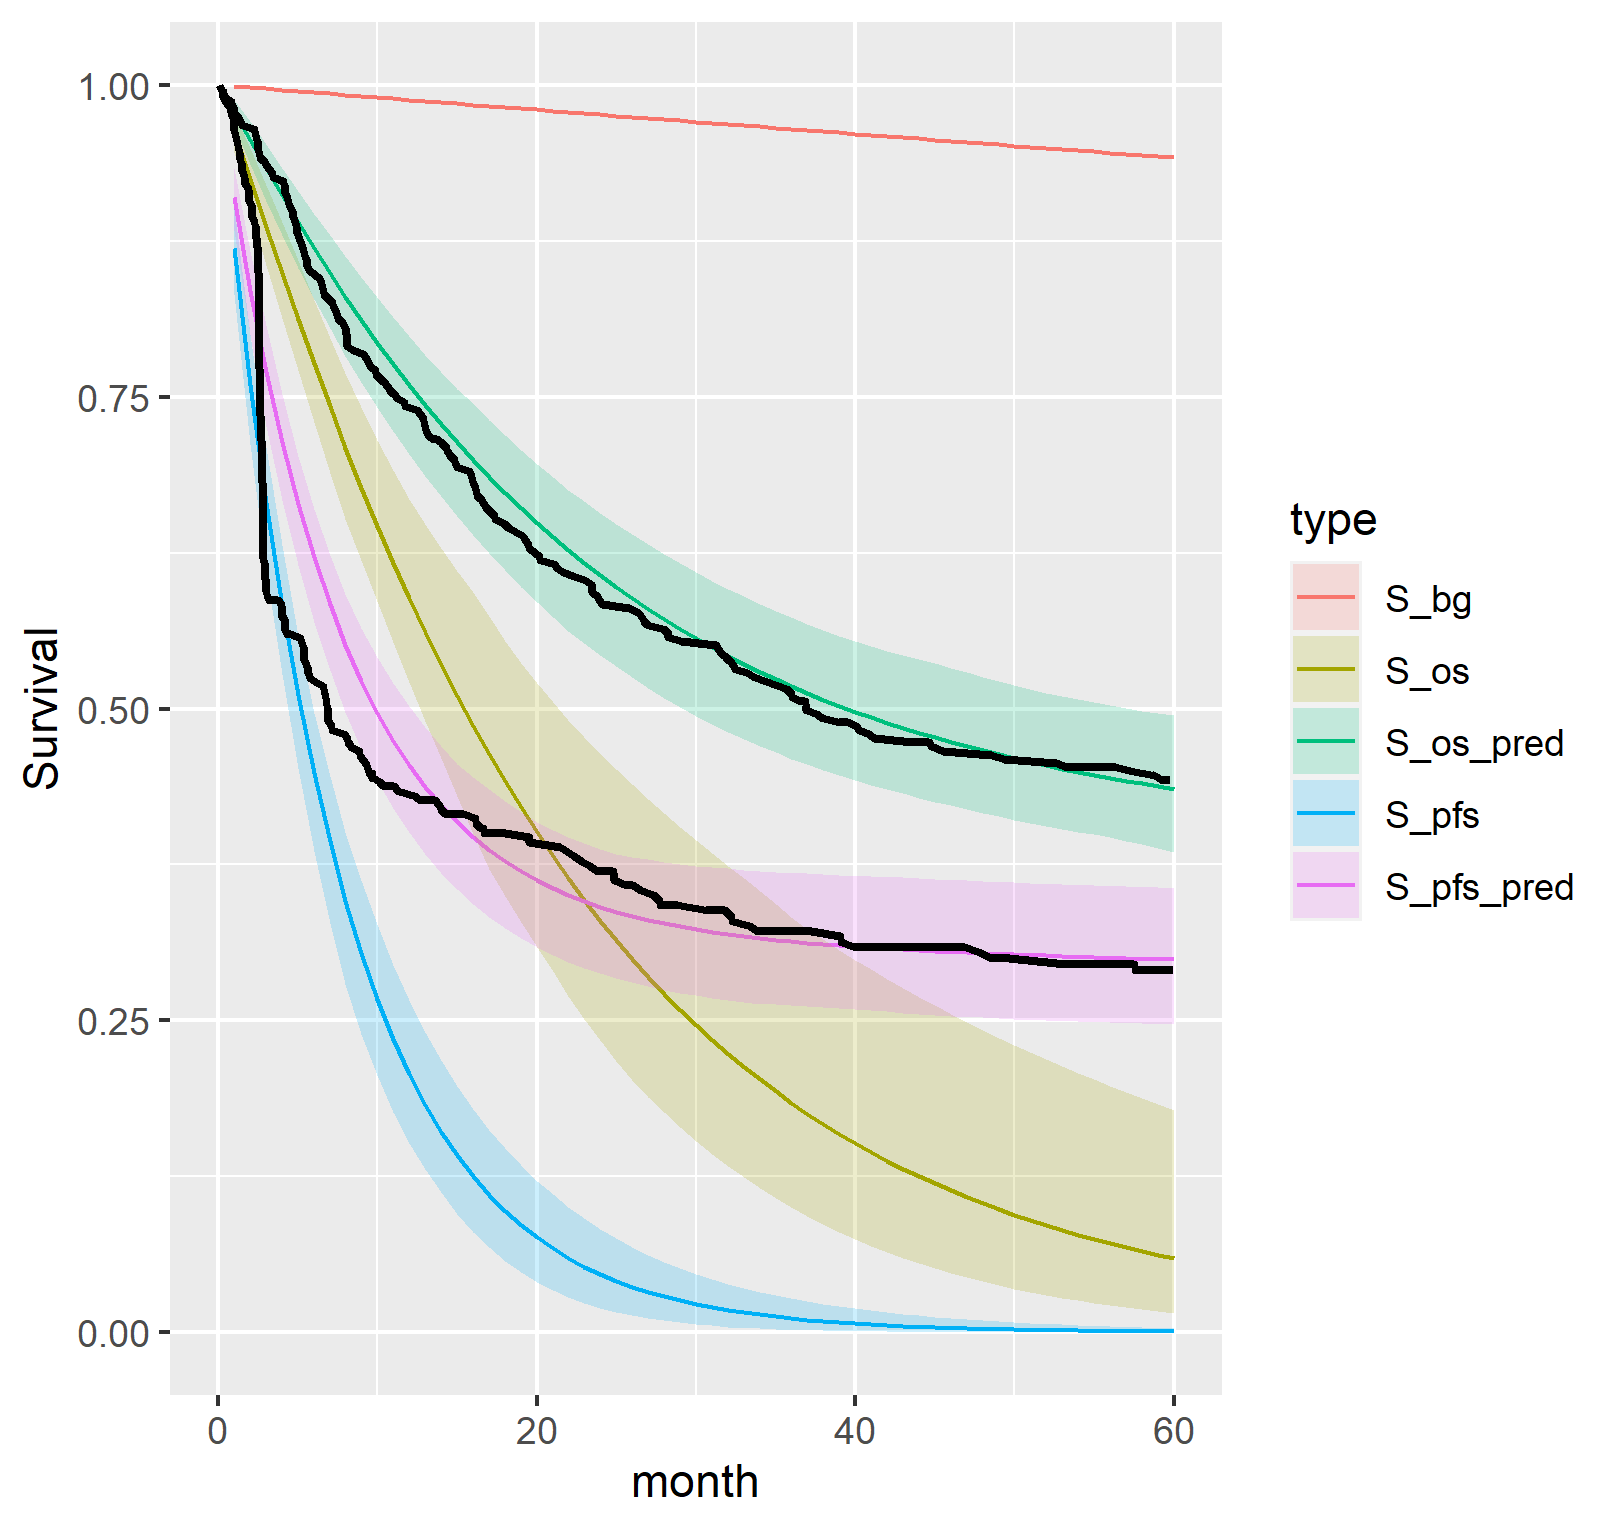 1.00
0.75
0.50
0.25
0.00
Survival
0
20
40
60
month
type
S_bg
S_os
S_os_pred
S_pfs
S_pfs_pred